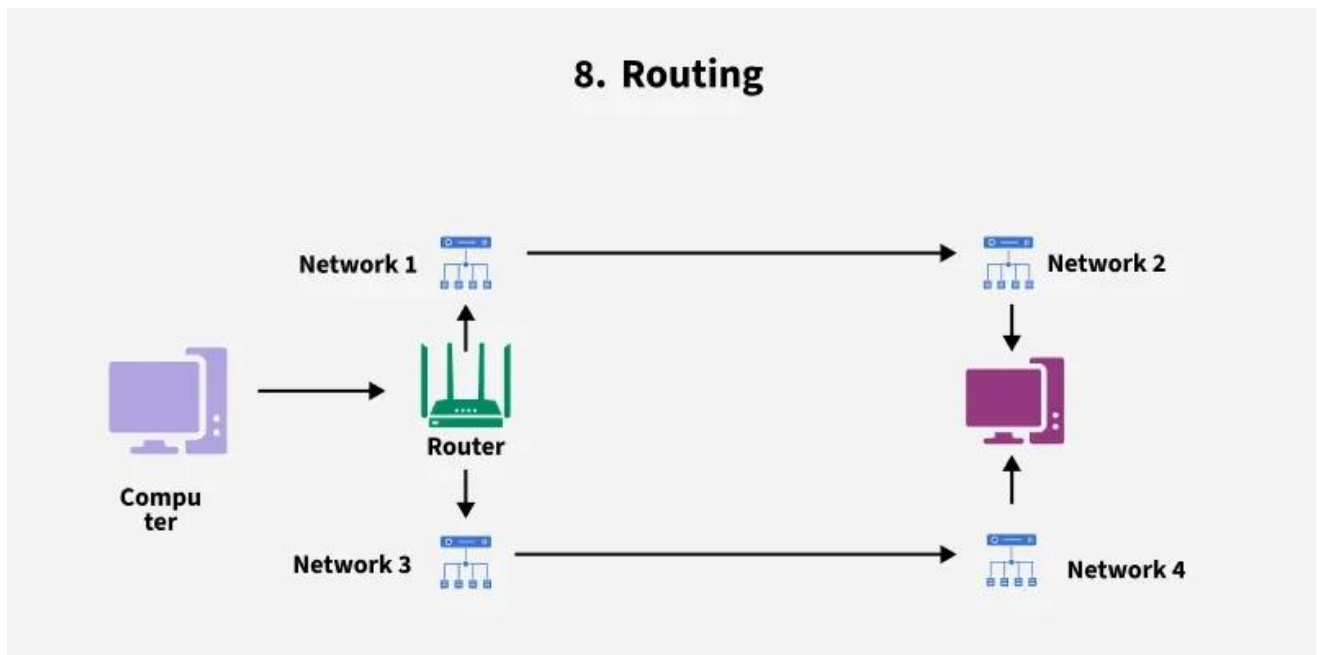 8. Routing
Network 1
Network 2
Router
Compu
ter
Network 3
Network 4